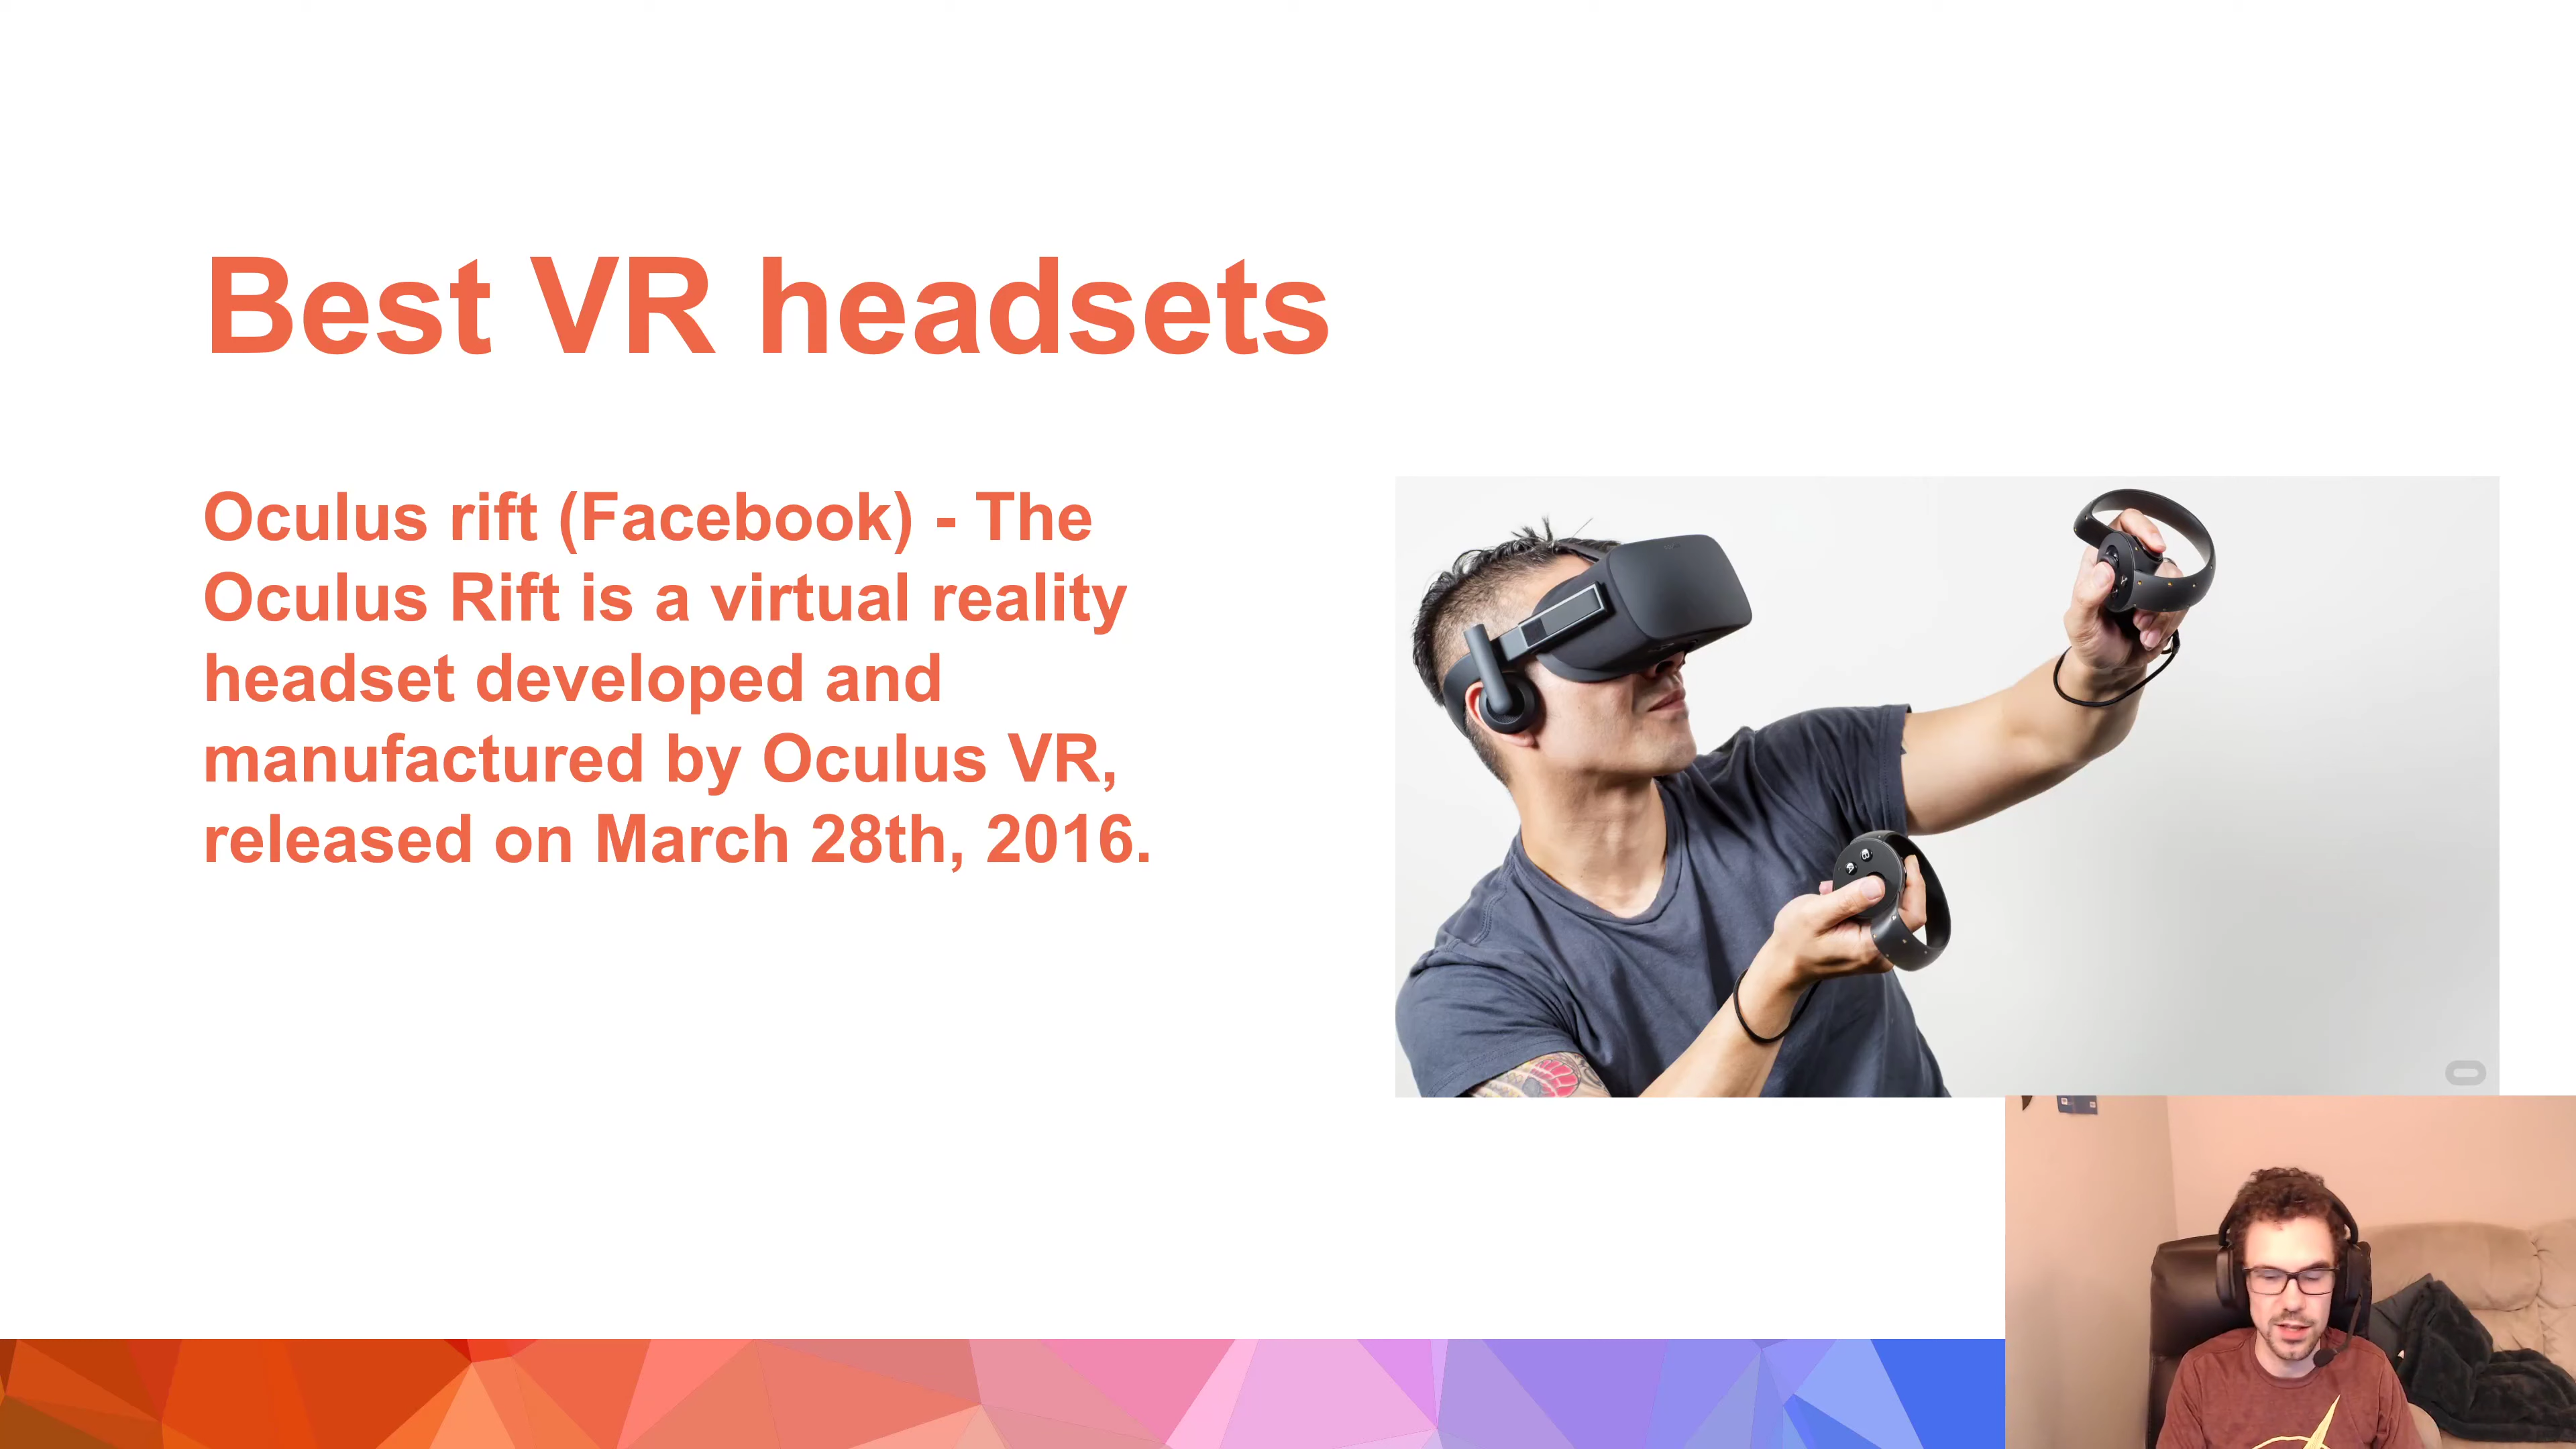 Best VR headsets
Oculus rift (Facebook) - The
Oculus Rift is a virtual reality
headset developed and
manufactured by Oculus VR,
released on March 28th, 2016.